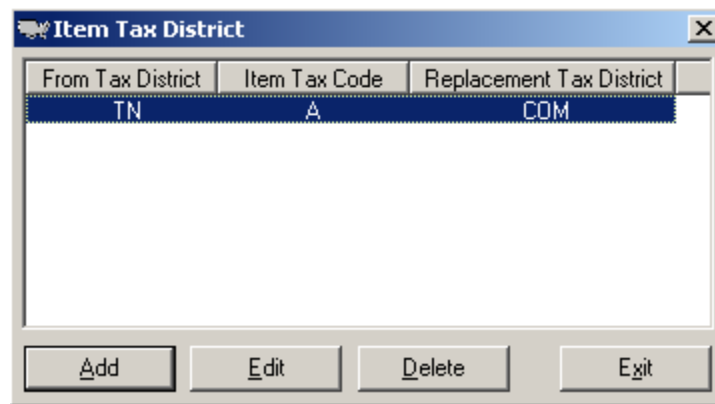 Item Tax District
From Tax District Item Tax Code Replacement Tax District
TN A COM
Add Edit Delete Exit